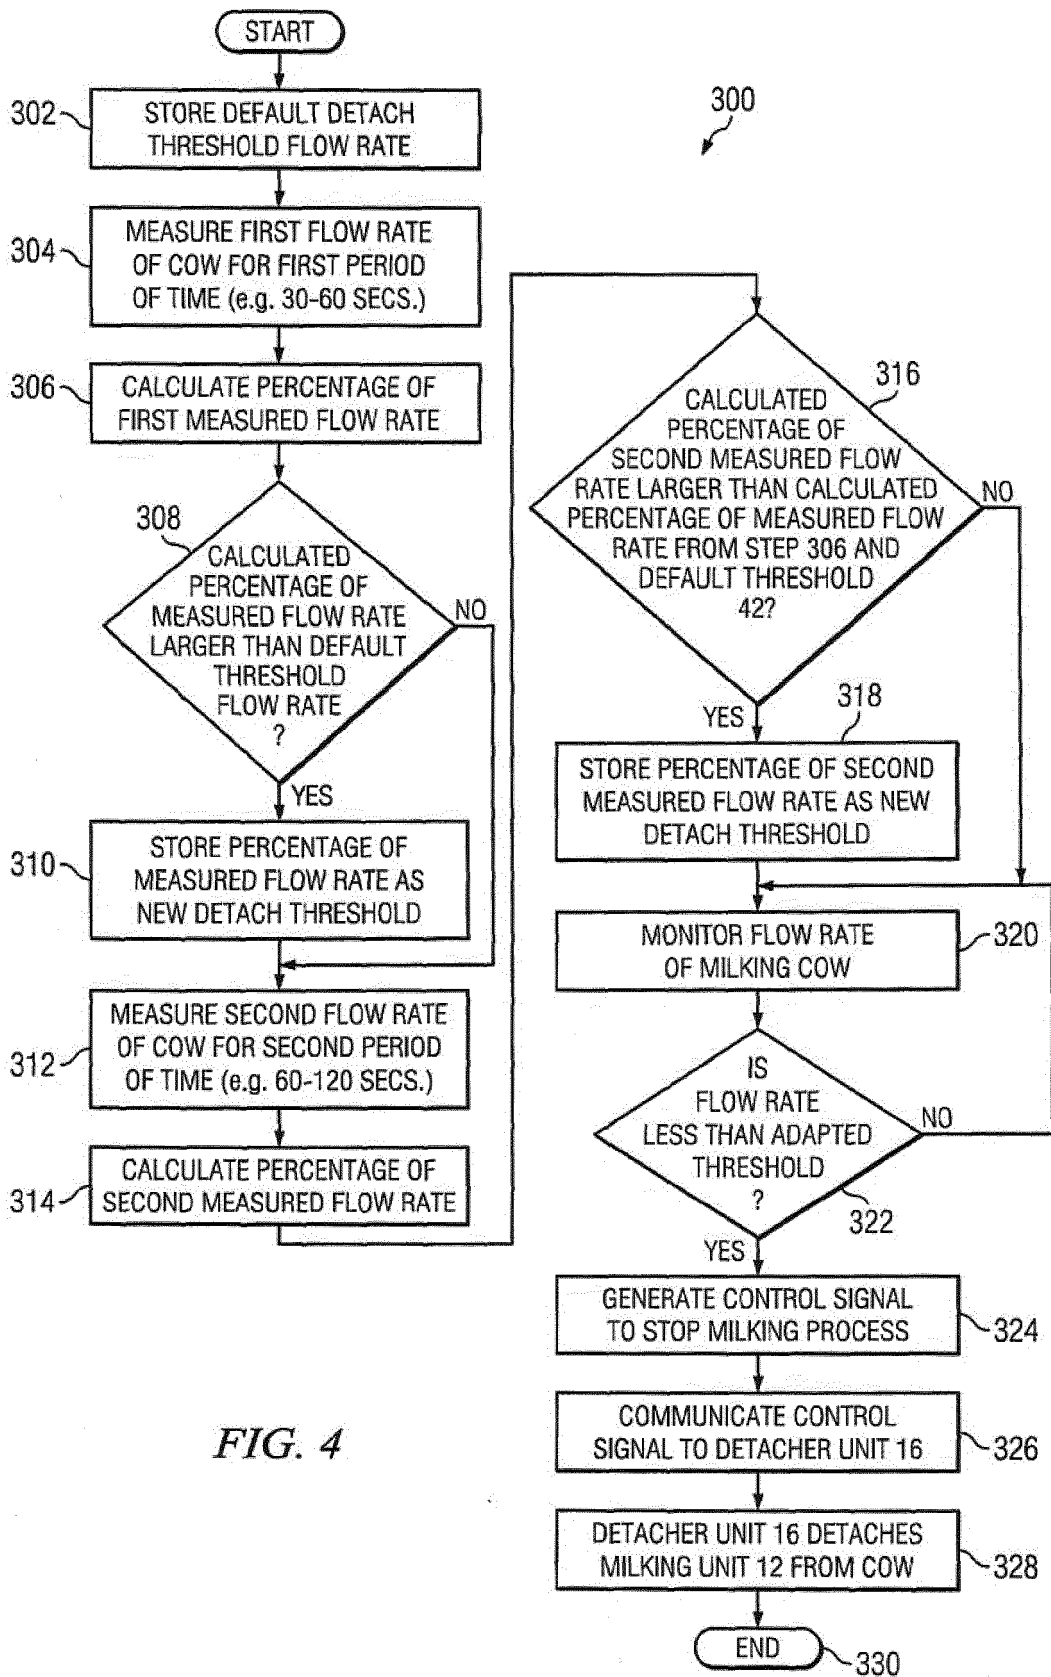 START
302
STORE DEFAULT DETACH
THRESHOLD FLOW RATE
304
MEASURE FIRST FLOW RATE
OF COW FOR FIRST PERIOD
OF TIME (e.g. 30-60 SECS.)
306
CALCULATE PERCENTAGE OF
FIRST MEASURED FLOW RATE
308
CALCULATED
PERCENTAGE OF
MEASURED FLOW RATE
LARGER THAN DEFAULT
THRESHOLD
FLOW RATE
?
NO
YES
310
STORE PERCENTAGE OF
MEASURED FLOW RATE AS
NEW DETACH THRESHOLD
312
MEASURE SECOND FLOW RATE
OF COW FOR SECOND PERIOD
OF TIME (e.g. 60-120 SECS.)
314
CALCULATE PERCENTAGE OF
SECOND MEASURED FLOW RATE
300
316
CALCULATED
PERCENTAGE OF
SECOND MEASURED FLOW
RATE LARGER THAN CALCULATED
PERCENTAGE OF MEASURED FLOW
RATE FROM STEP 306 AND
DEFAULT THRESHOLD
42?
NO
YES
318
STORE PERCENTAGE OF SECOND
MEASURED FLOW RATE AS NEW
DETACH THRESHOLD
MONITOR FLOW RATE
OF MILKING COW
320
IS
FLOW RATE
LESS THAN ADAPTED
THRESHOLD
?
NO
322
YES
GENERATE CONTROL SIGNAL
TO STOP MILKING PROCESS
324
COMMUNICATE CONTROL
SIGNAL TO DETACHER UNIT 16
326
DETACHER UNIT 16 DETACHES
MILKING UNIT 12 FROM COW
328
END
330
FIG. 4